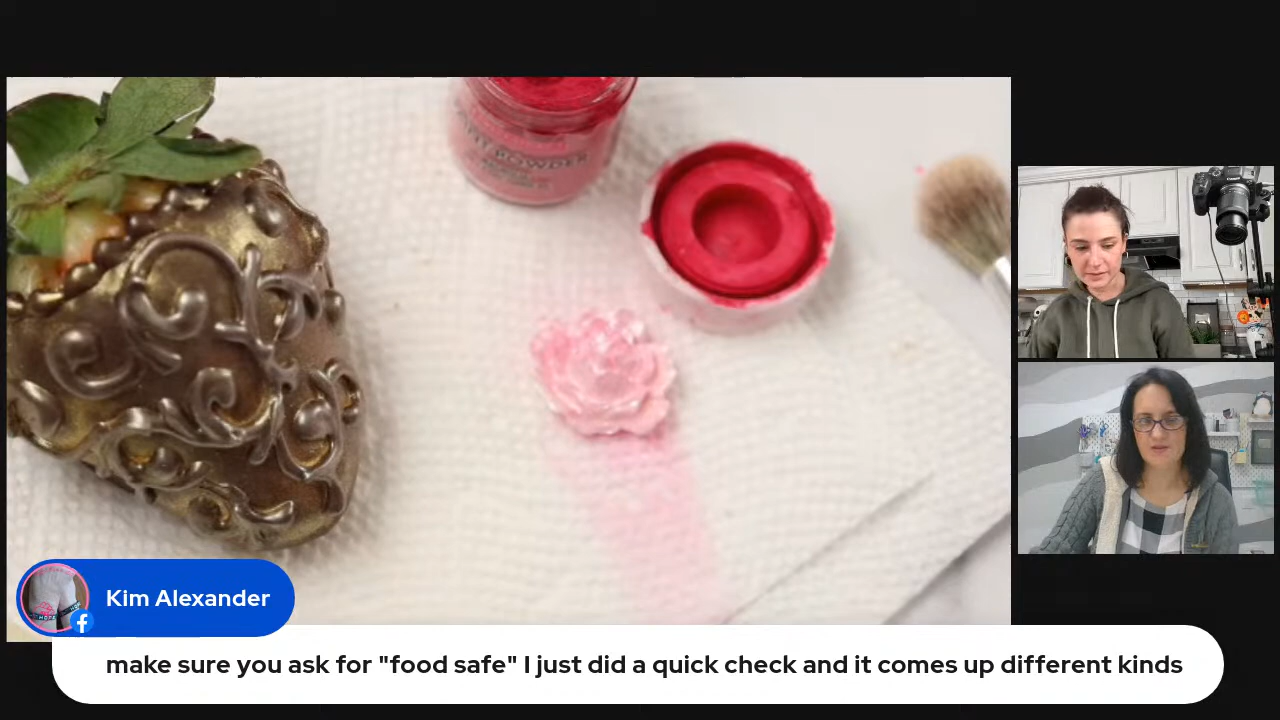 Kim Alexander
make sure you ask for "food safe" I just did a quick check and it comes up different kinds